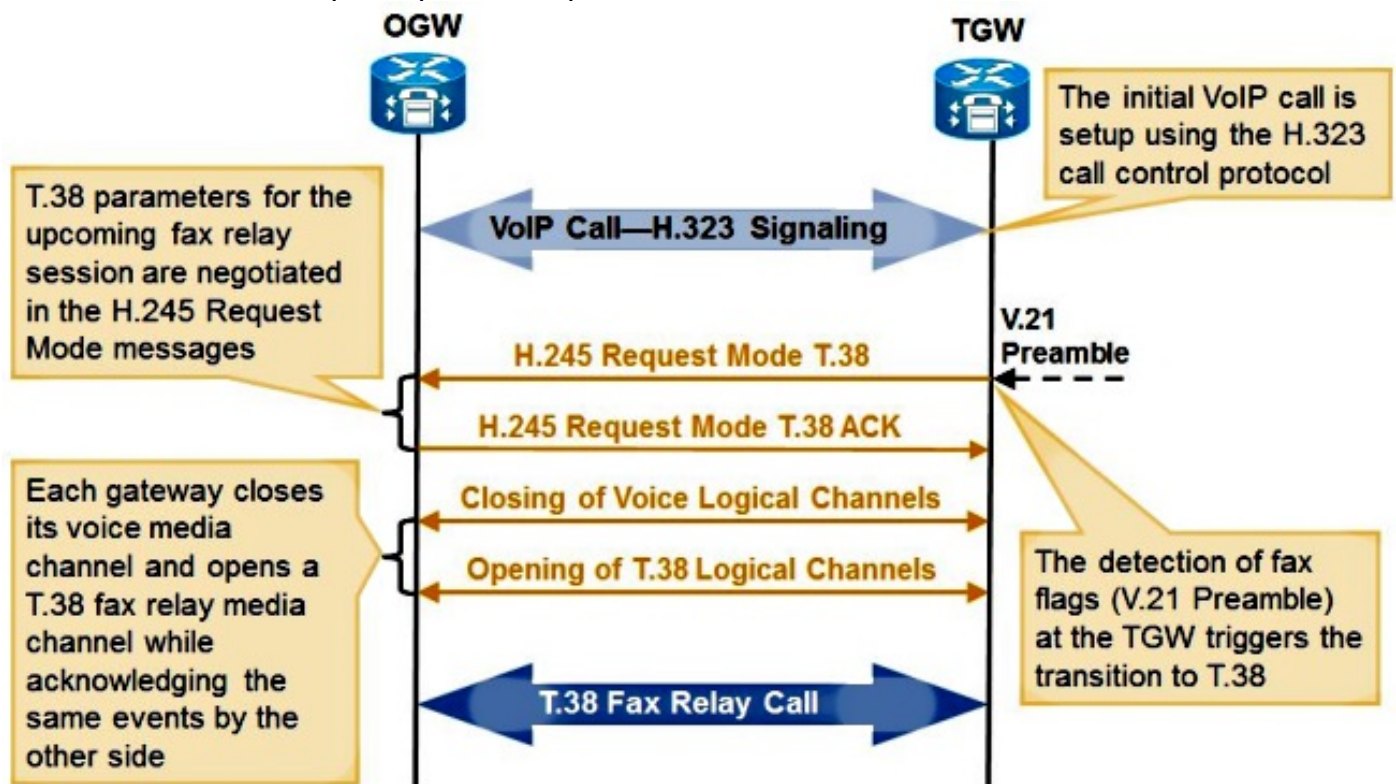 OGW
TGW
The initial VoIP call is
setup using the H.323
call control protocol
T.38 parameters for the
upcoming fax relay
session are negotiated
in the H.245 Request
Mode messages
VoIP Call—H.323 Signaling
V.21
Preamble
H.245 Request Mode T.38
H.245 Request Mode T.38 ACK
Each gateway closes
its voice media
channel and opens a
T.38 fax relay media
channel while
acknowledging the
same events by the
other side
Closing of Voice Logical Channels
Opening of T.38 Logical Channels
The detection of fax
flags (V.21 Preamble)
at the TGW triggers the
transition to T.38
T.38 Fax Relay Call